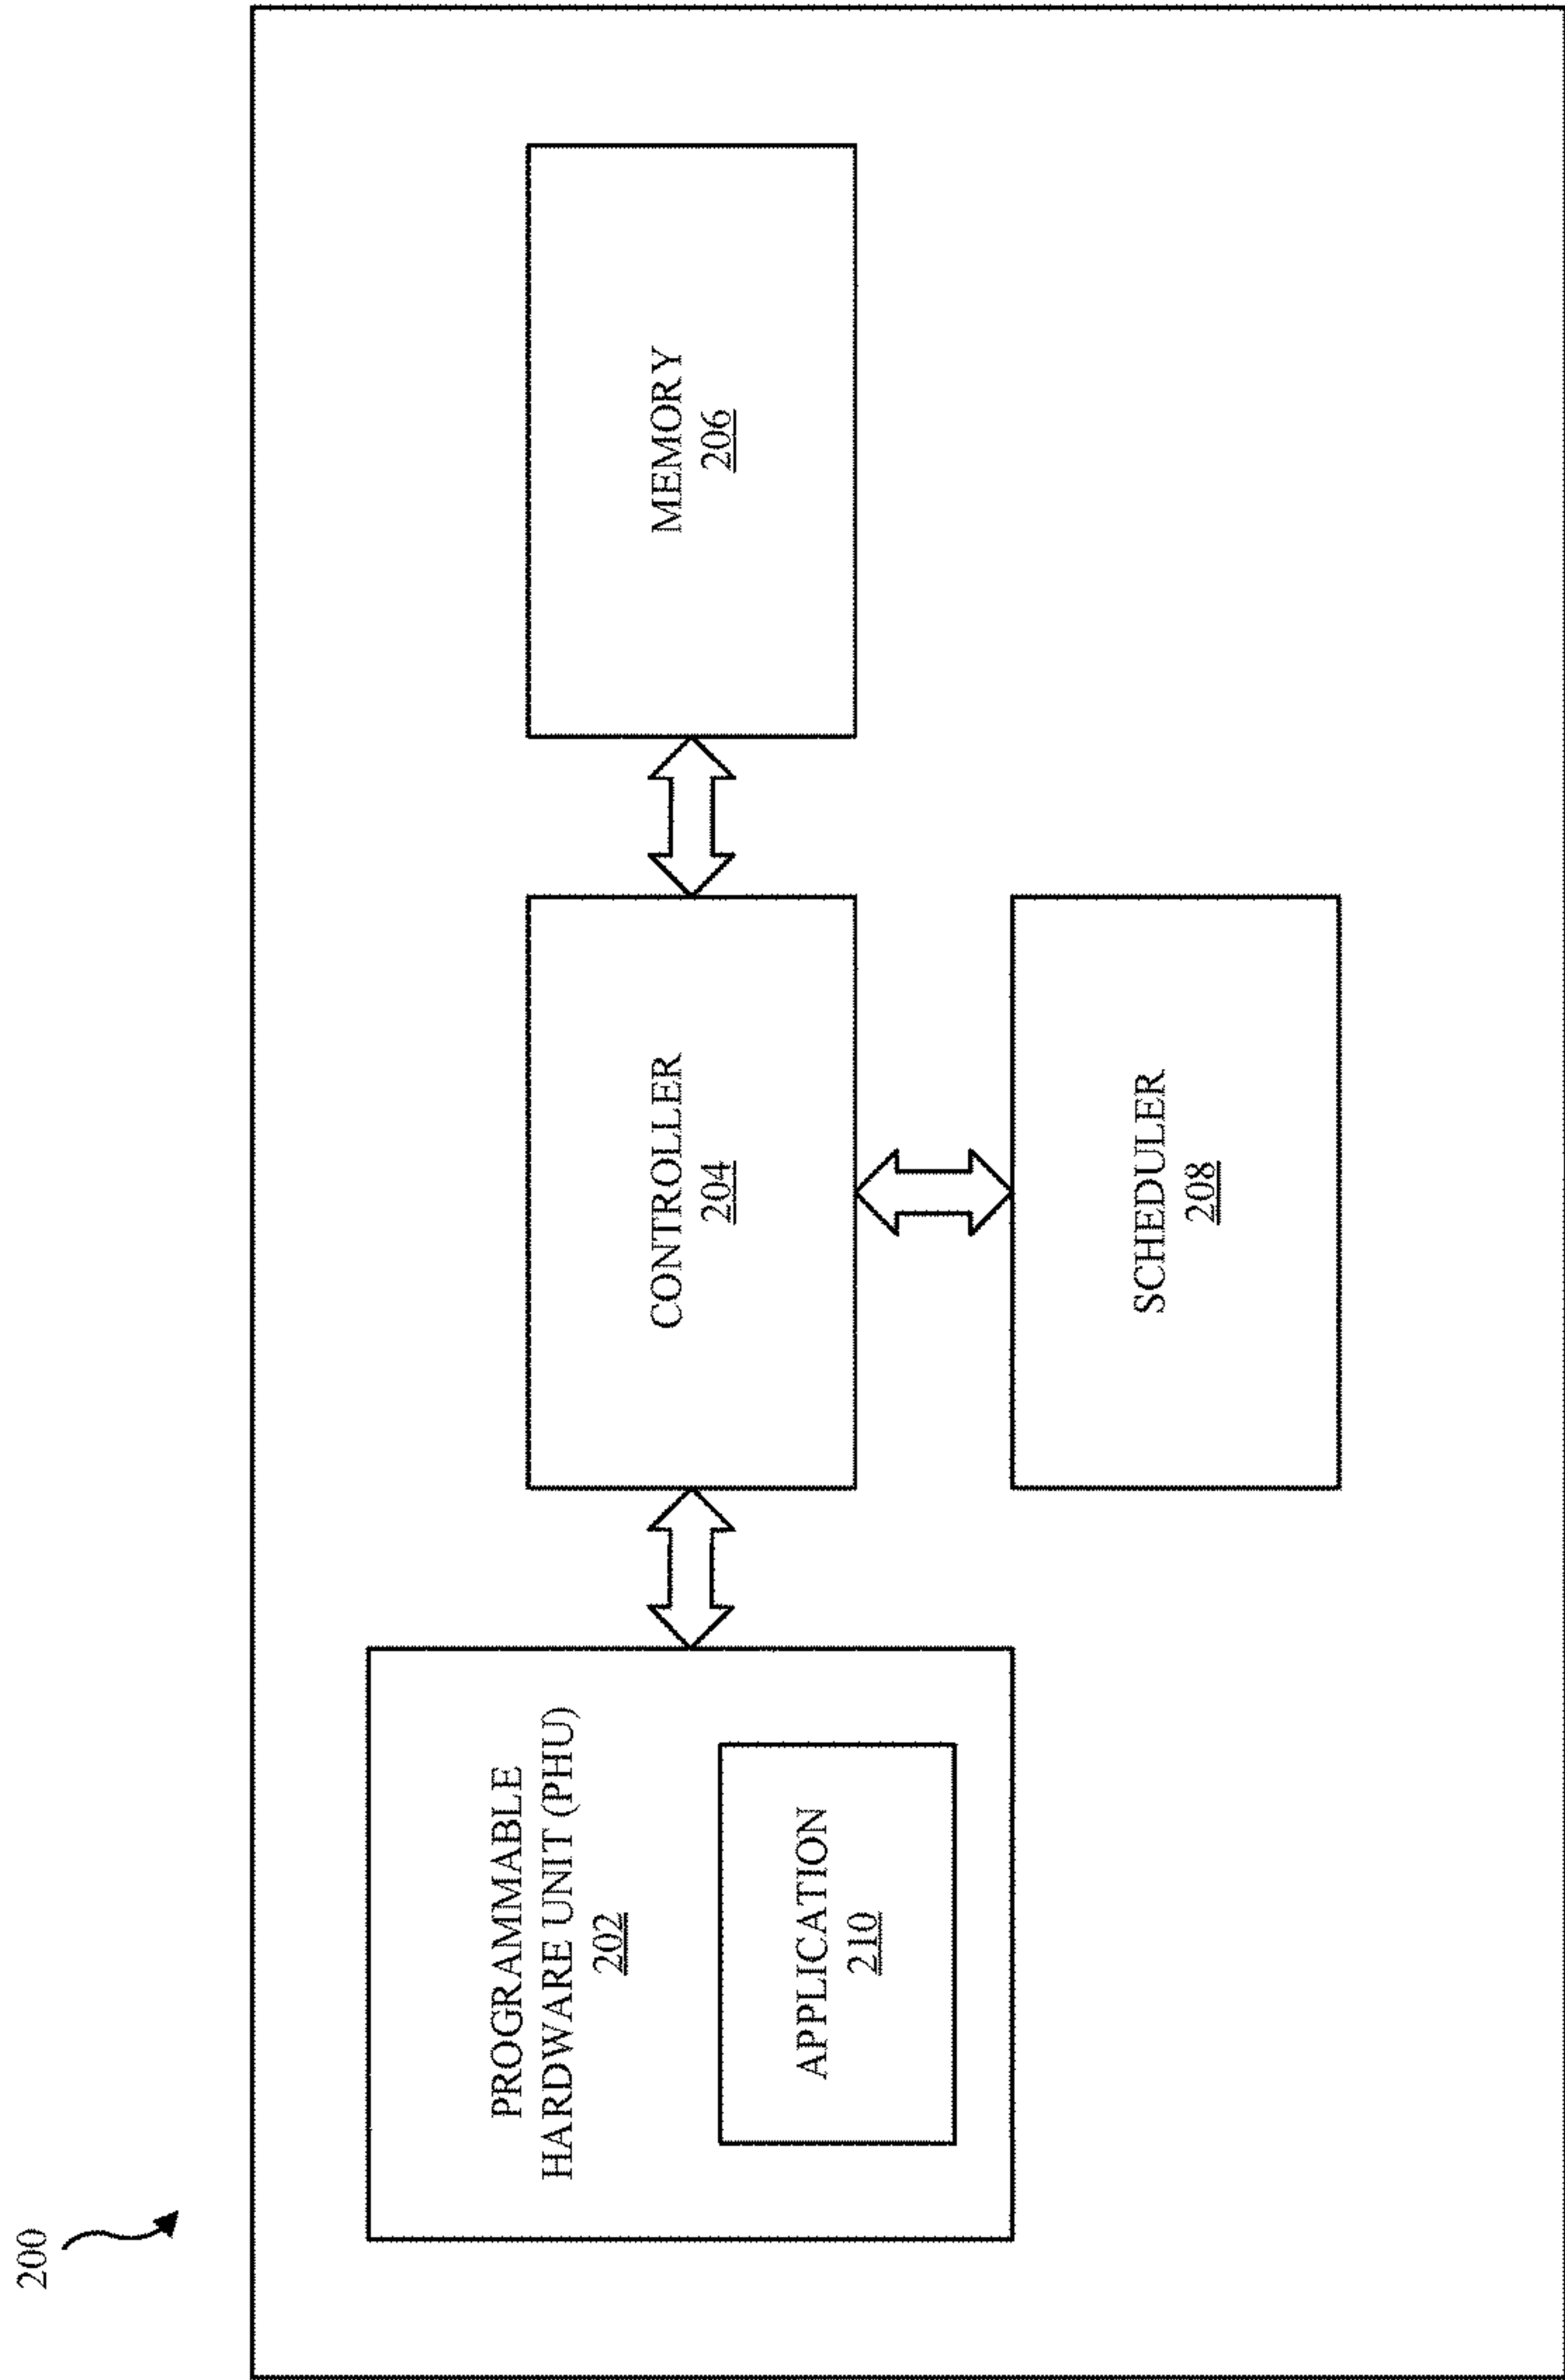 200
PROGRAMMABLE
HARDWARE UNIT (PHU)
202
APPLICATION
210
CONTROLLER
204
MEMORY
206
SCHEDULER
208